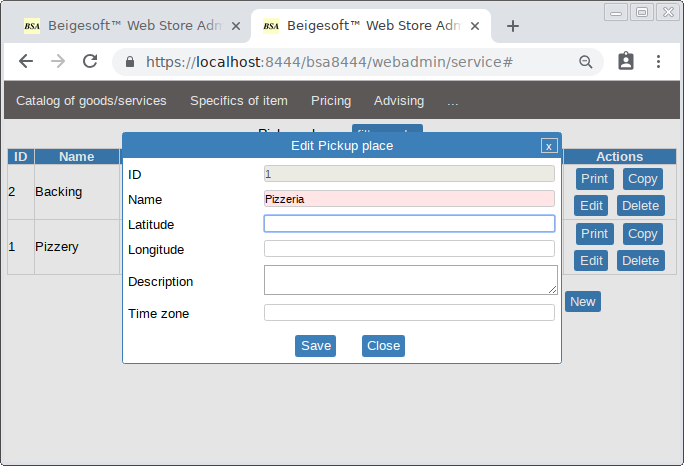 BSA Beigesoft™ Web Store Adm
BSA Beigesoft™ Web Store Adm
https://localhost:8444/bsa8444/webadmin/service#
Catalog of goods/services Specifics of item Pricing Advising ...
Edit Pickup place x
ID Name Actions
ID 1
2 Backing Print Copy
Name Pizzeria
Edit Delete
Latitude
1 Pizzery Print Copy
Longitude
Edit Delete
Description
New
Time zone
Save Close